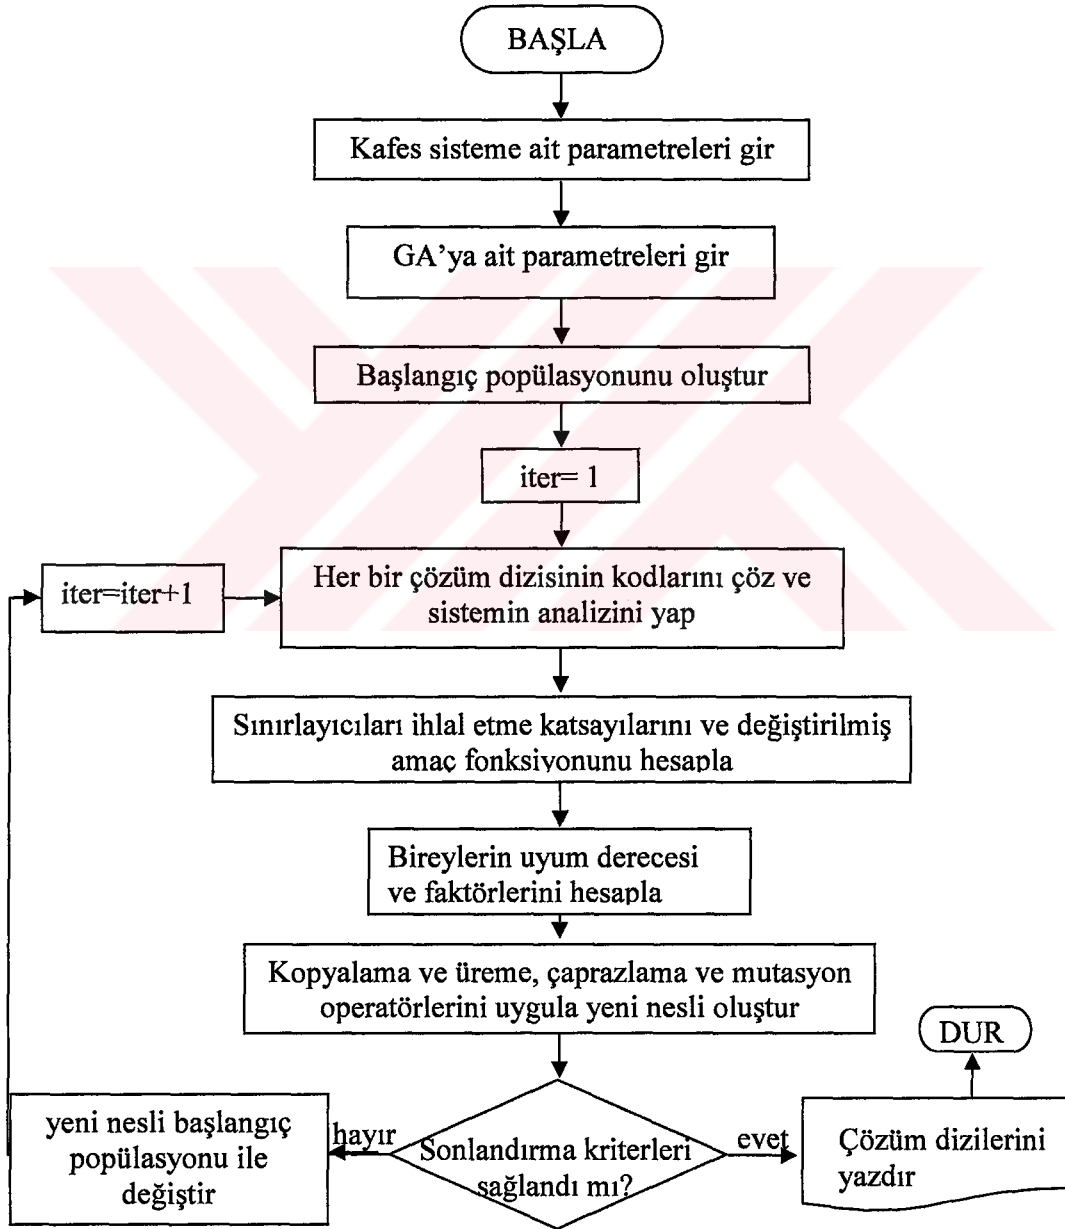 BAŞLA
Kafes sisteme ait parametreleri gir
GA'ya ait parametreleri gir
Başlangıç popülasyonunu oluştur
iter= 1
iter=iter+1
Her bir çözüm dizisinin kodlarını çöz ve
sistemin analizini yap
Sınırlayıcıları ihlal etme katsayılarını ve değiştirilmiş
amaç fonksiyonunu hesapla
Bireylerin uyum derecesi
ve faktörlerini hesapla
Kopyalama ve üreme, çaprazlama ve mutasyon
operatörlerini uygula yeni nesli oluştur
DUR
yeni nesli başlangıç
popülasyonu ile
değiştir
hayır
Sonlandırma kriterleri
sağlandı mı?
evet
Çözüm dizilerini
yazdır